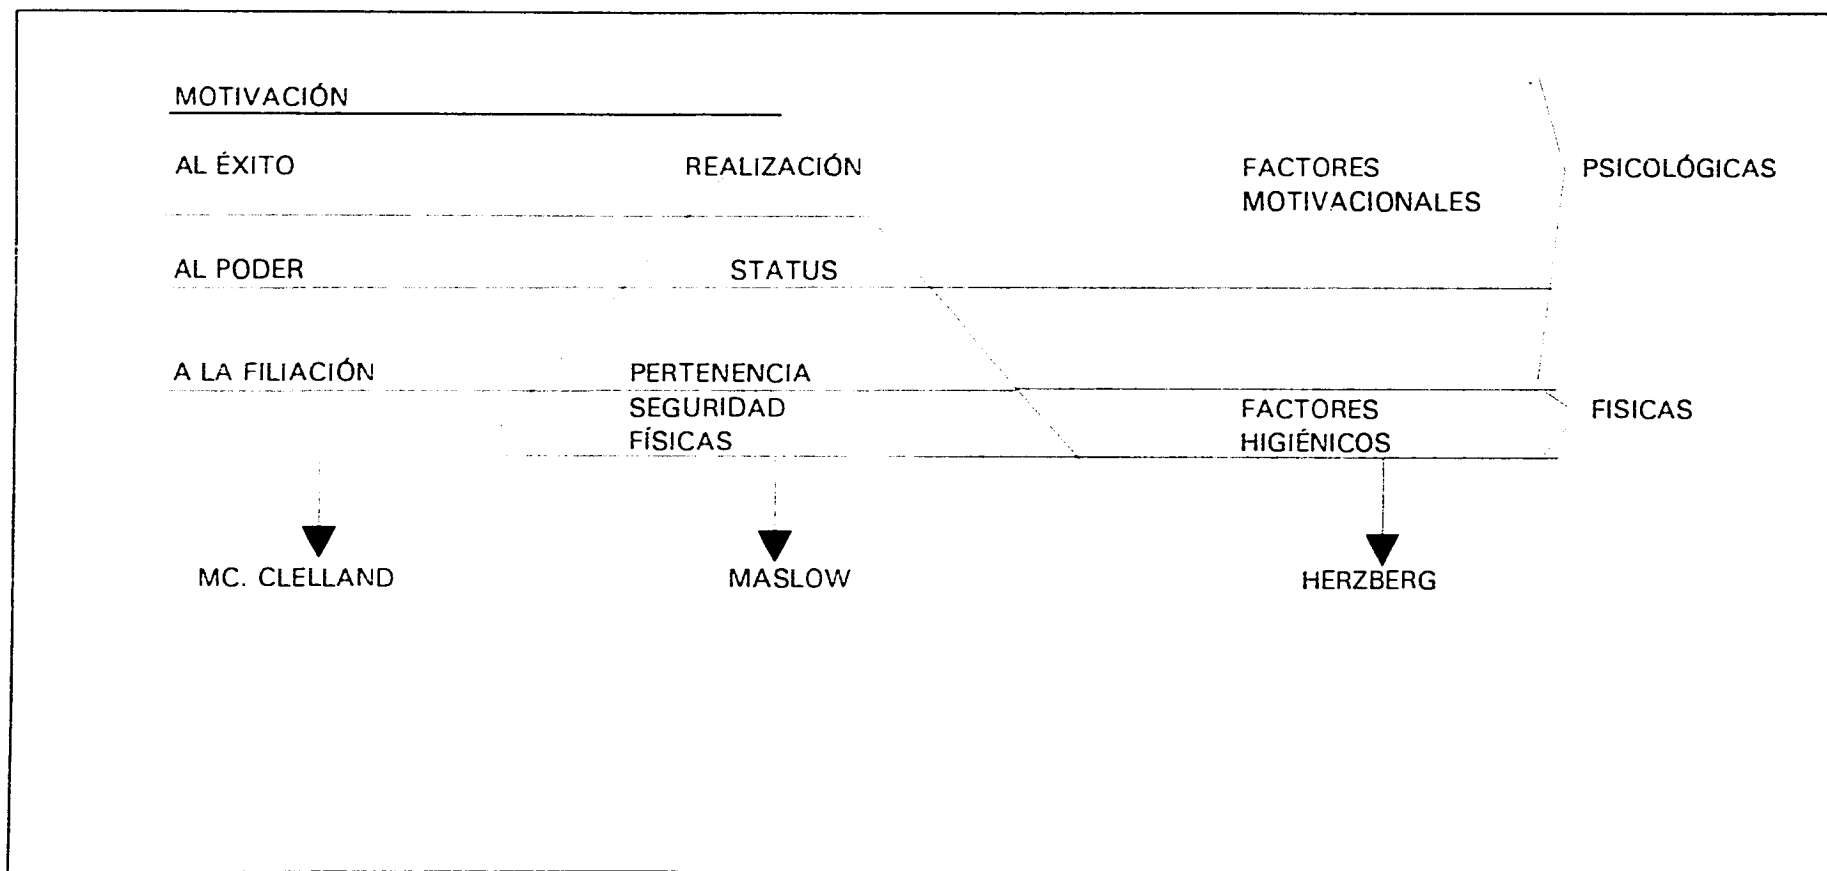 MOTIVACIÓN
AL ÉXITO REALIZACIÓN FACTORES MOTIVACIONALES PSICOLÓGICAS
AL PODER STATUS
A LA FILIACIÓN PERTENENCIA
SEGURIDAD
FÍSICAS
FACTORES
HIGIÉNICOS
FISICAS
MC. CLELLAND MASLOW HERZBERG